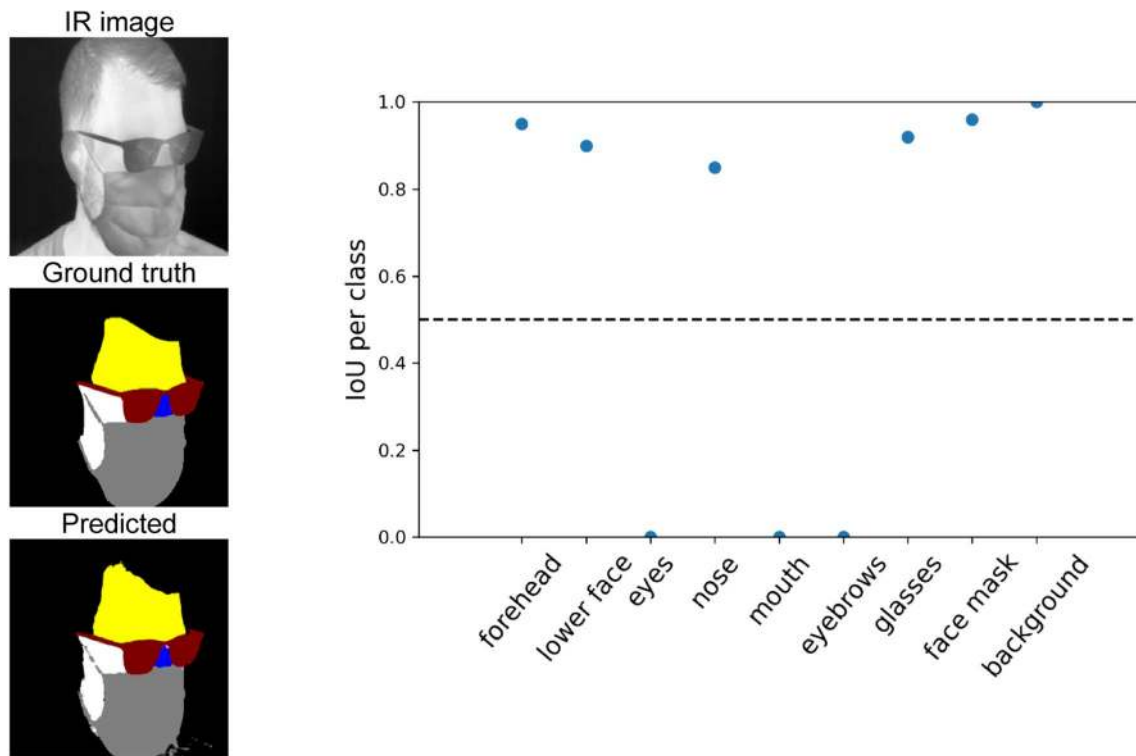 IR image
Ground truth
Predicted
IoU per class
1.0
0.8
0.6
0.4
0.2
0.0
forehead
lower face
eyes
nose
mouth
eyebrows
glasses
face mask
background